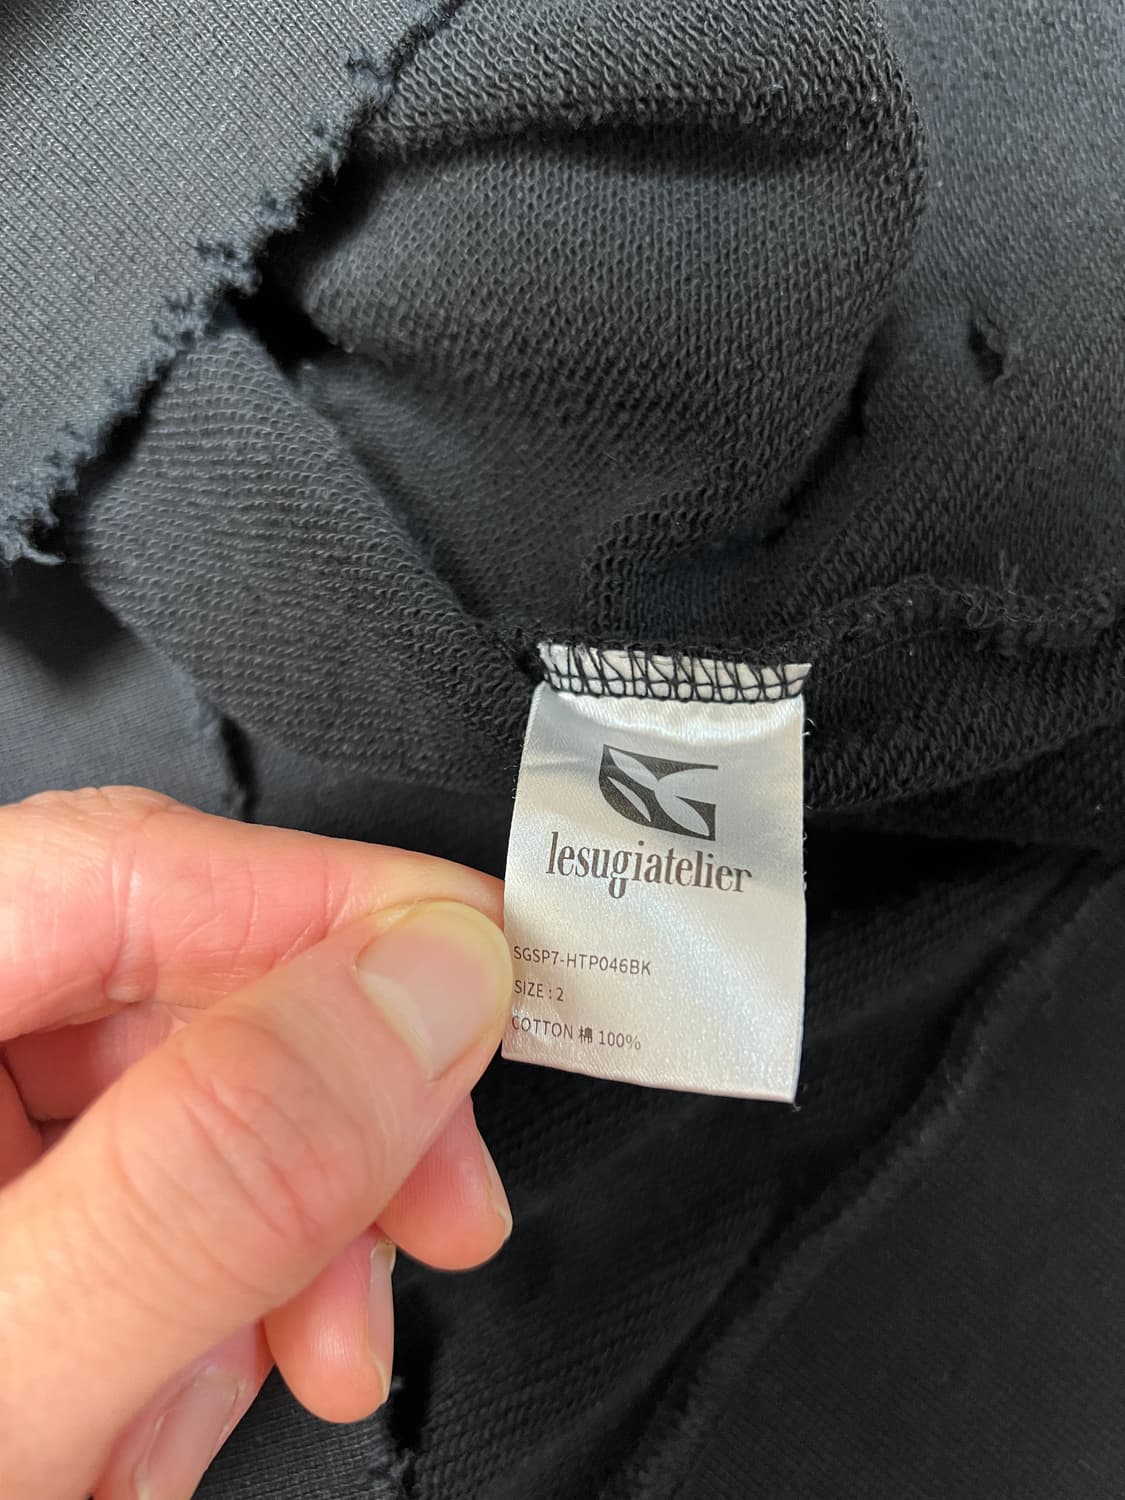 lesugiatelier
SGSP7-HTP046BK
SIZE : 2
COTTON 棉 100%